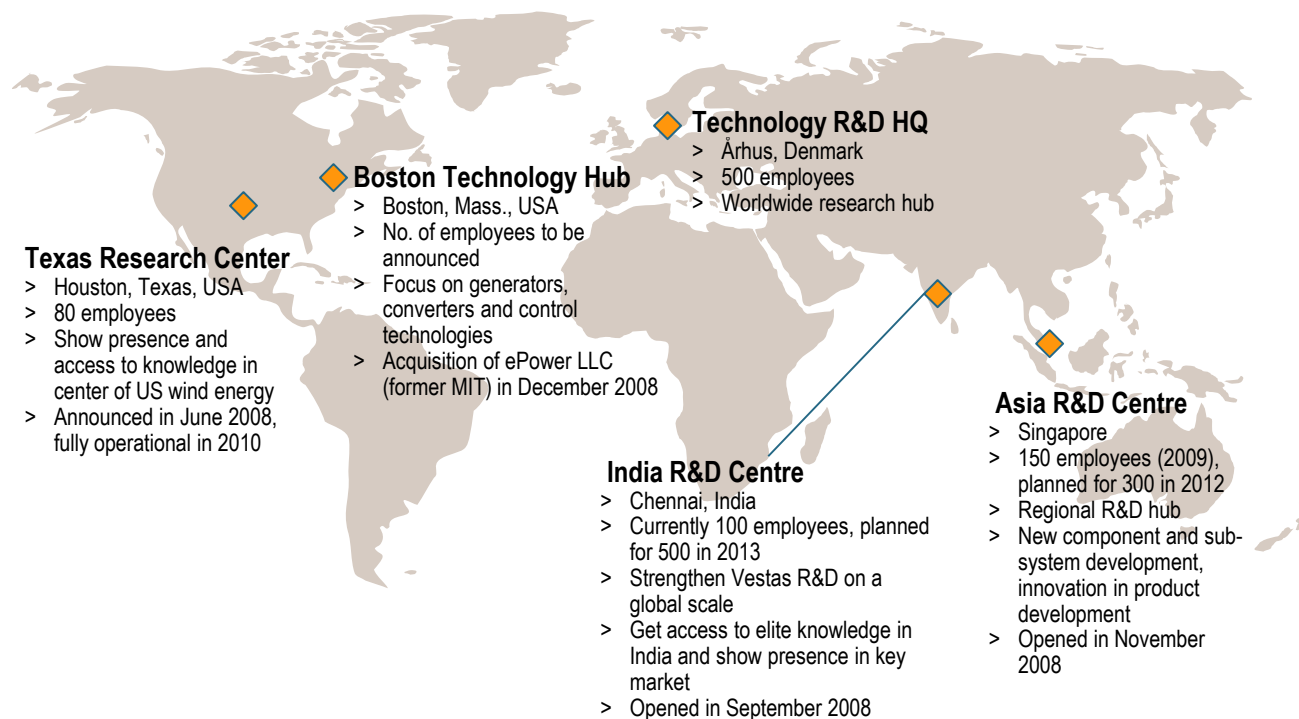 Technology R&D HQ
> Århus, Denmark
> 500 employees
> Worldwide research hub
Boston Technology Hub
> Boston, Mass., USA
> No. of employees to be
announced
> Focus on generators,
converters and control
technologies
> Acquisition of ePower LLC
(former MIT) in December 2008
Texas Research Center
> Houston, Texas, USA
> 80 employees
> Show presence and
access to knowledge in
center of US wind energy
> Announced in June 2008,
fully operational in 2010
India R&D Centre
> Chennai, India
> Currently 100 employees, planned
for 500 in 2013
> Strengthen Vestas R&D on a
global scale
> Get access to elite knowledge in
India and show presence in key
market
> Opened in September 2008
Asia R&D Centre
> Singapore
> 150 employees (2009),
planned for 300 in 2012
> Regional R&D hub
> New component and sub-
system development,
innovation in product
development
> Opened in November
2008